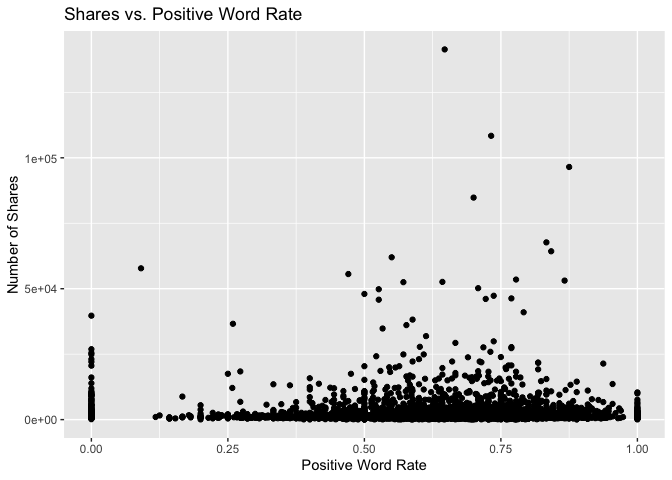 Shares vs. Positive Word Rate
Number of Shares
1e+05
5e+04
0e+00
0.00 0.25 0.50 0.75 1.00
Positive Word Rate